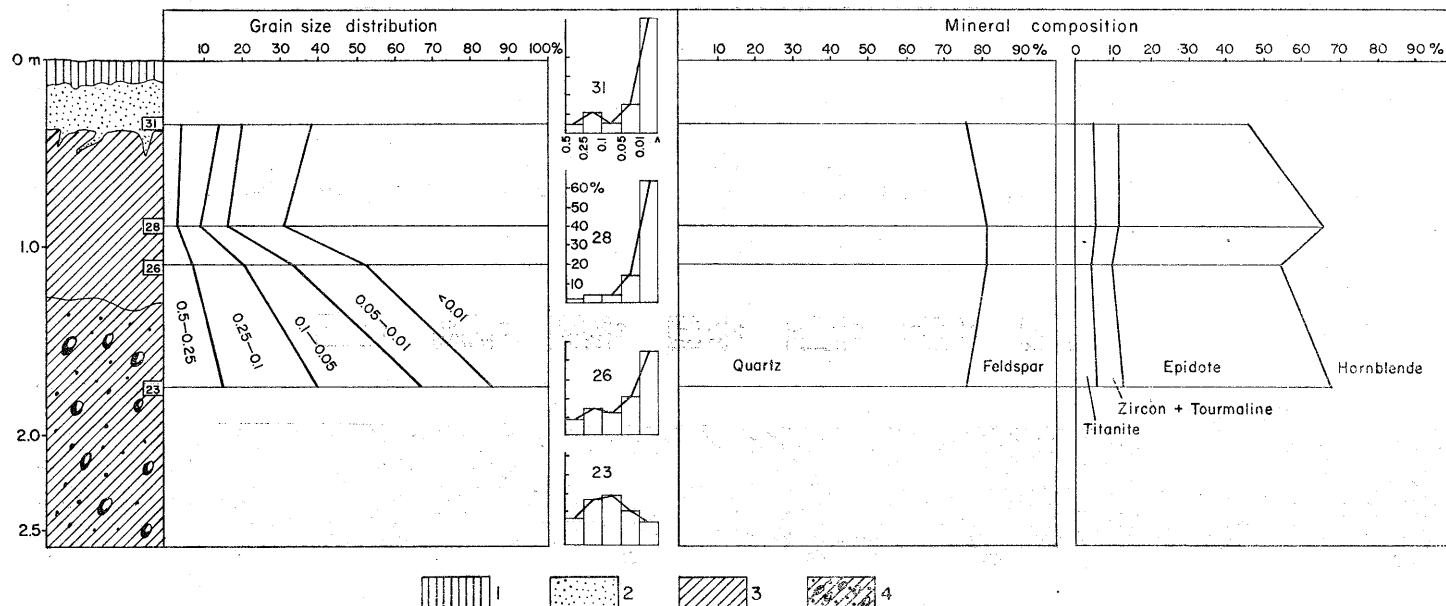 Grain size distribution
10 20 30 40 50 60 70 80 90 100%
Mineral composition
10 20 30 40 50 60 70 80 90%
0 10 20 30 40 50 60 70 80 90%
0 m
1.0
2.0
2.5
31
28
26
23
0.5–0.25
0.25–0.1
0.1–0.05
0.05–0.01
<0.01
31
0.5
0.25
0.1
0.05
0.01
<
60%
50
40
30
20
10
28
26
23
Quartz
Feldspar
Titanite
Zircon + Tourmaline
Epidote
Hornblende
1
2
3
4